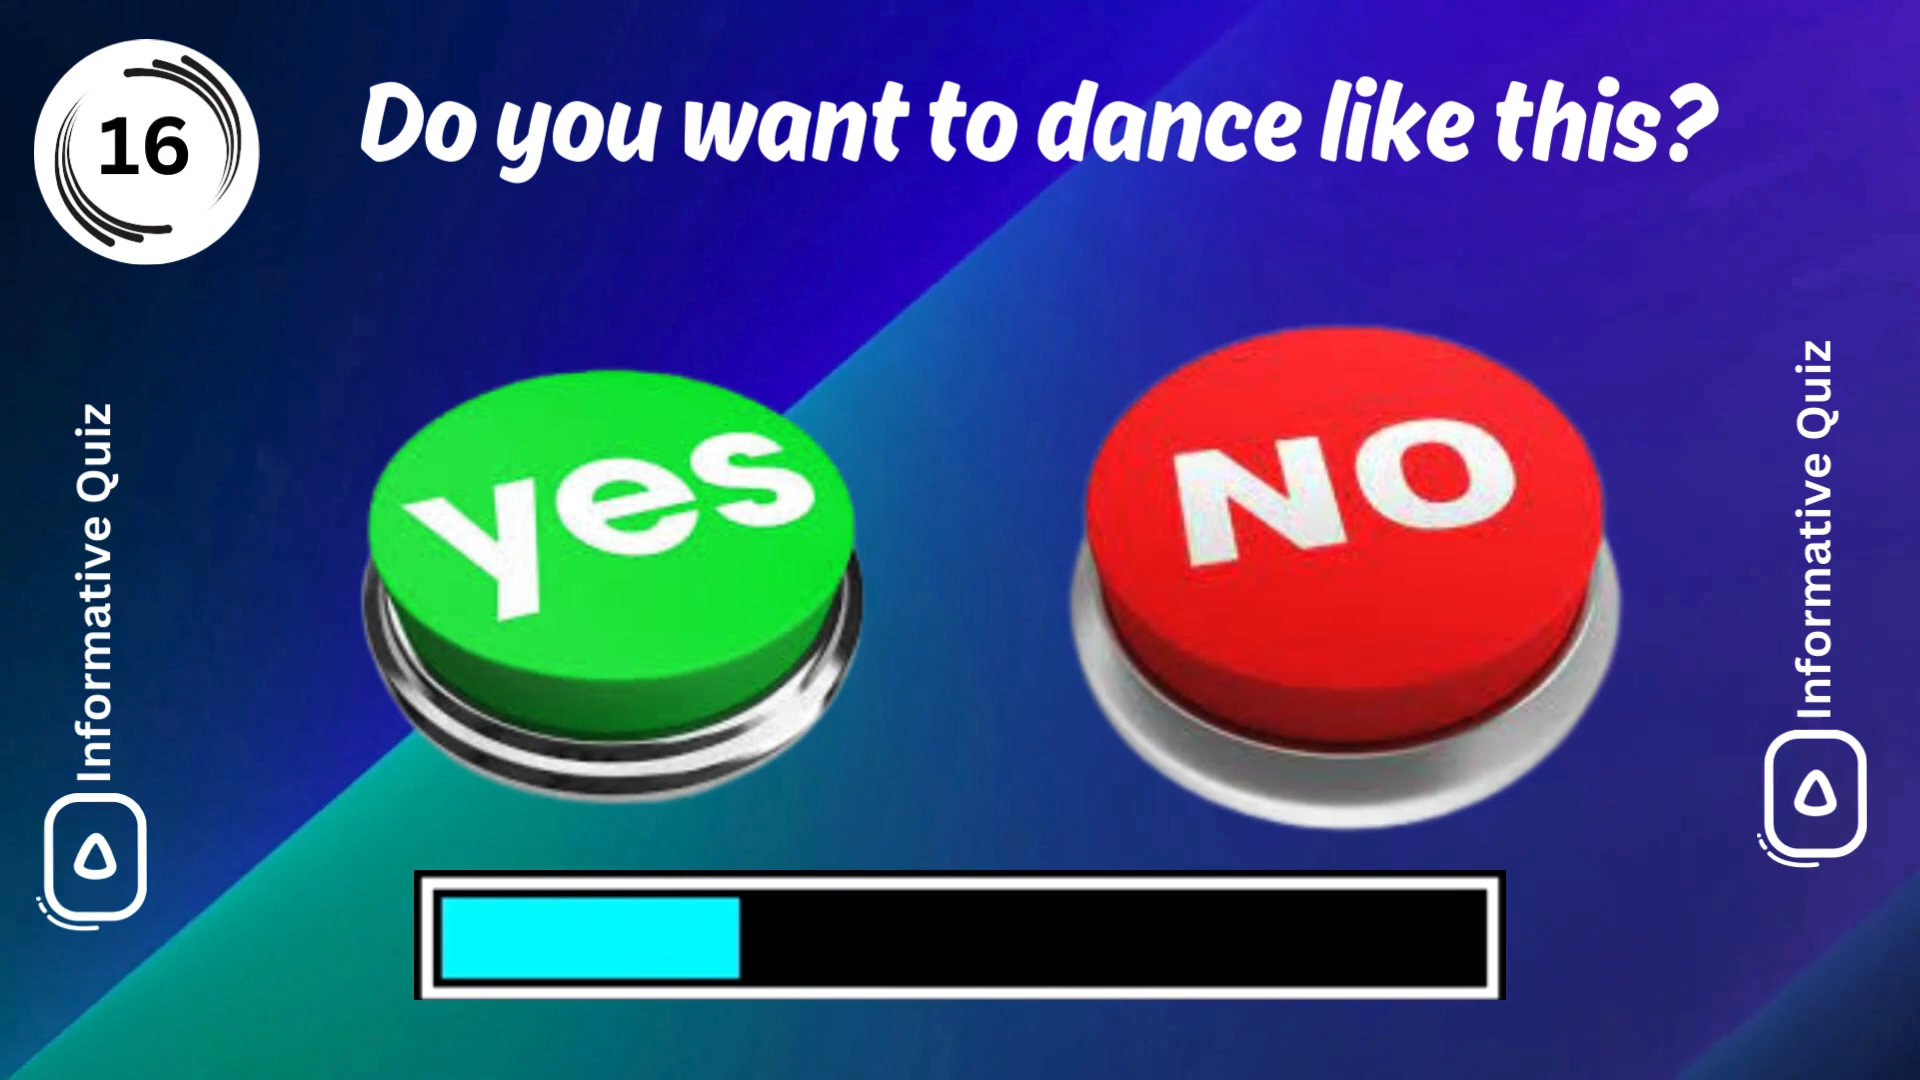 16
Do you want to dance like this?
yes
NO
Informative Quiz
Informative Quiz